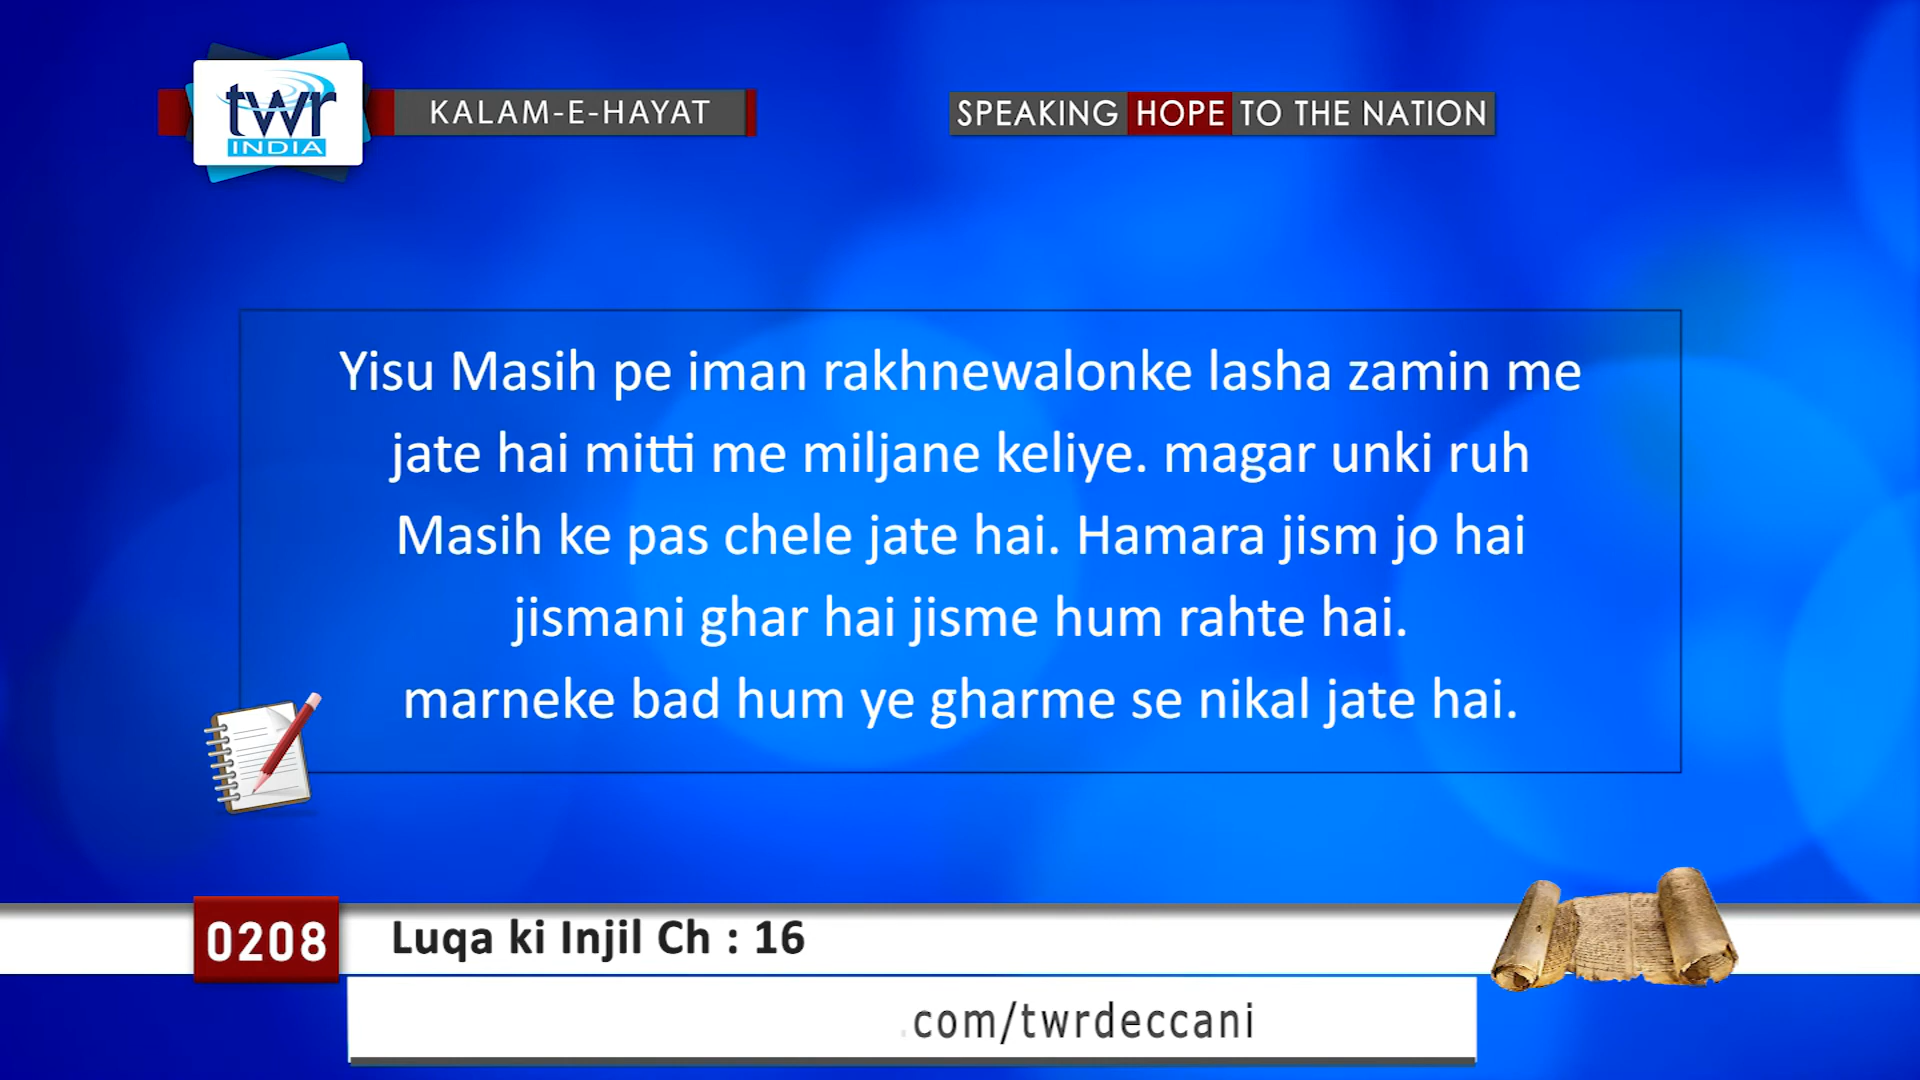 twr
INDIA
KALAM-E-HAYAT
SPEAKING HOPE TO THE NATION
Yisu Masih pe iman rakhnewalonke lasha zamin me
jate hai mitti me miljane keliye. magar unki ruh
Masih ke pas chele jate hai. Hamara jism jo hai
jismani ghar hai jisme hum rahte hai.
marneke bad hum ye gharme se nikal jate hai.
0208
Luqa ki Injil Ch : 16
.com/twrdeccani